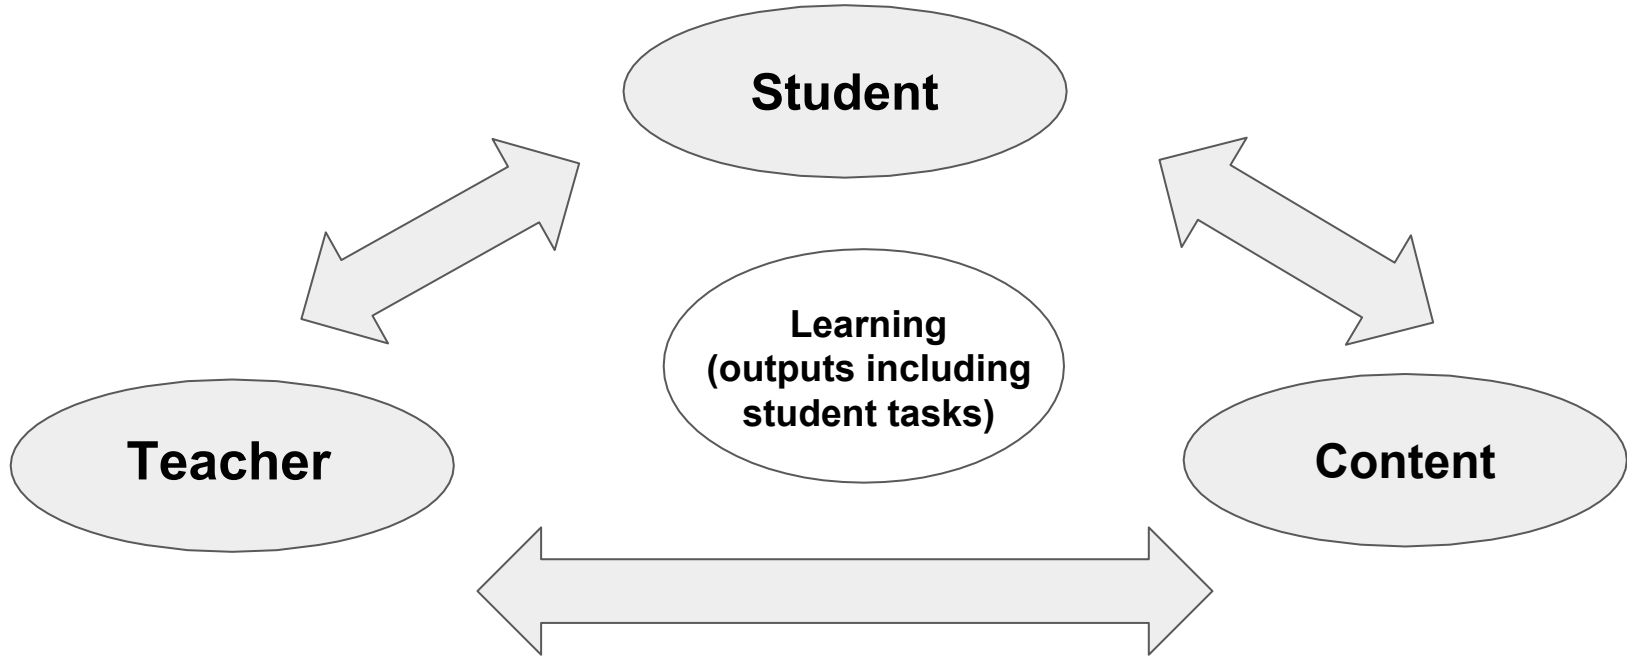 Student
Learning
(outputs including
student tasks)
Teacher
Content